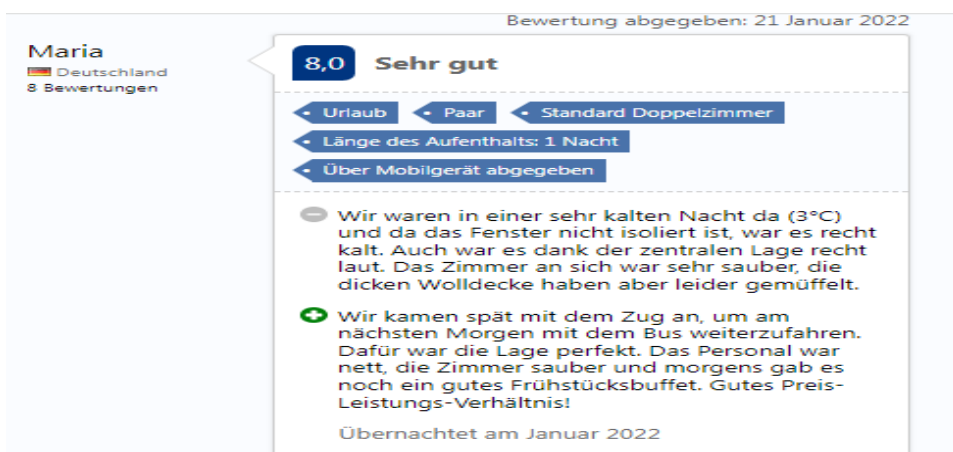 Bewertung abgegeben: 21 Januar 2022
Maria
Deutschland
8 Bewertungen
8,0 Sehr gut
Urlaub Paar Standard Doppelzimmer
Länge des Aufenthalts: 1 Nacht
Über Mobilgerät abgegeben
Wir waren in einer sehr kalten Nacht da (3°C)
und da das Fenster nicht isoliert ist, war es recht
kalt. Auch war es dank der zentralen Lage recht
laut. Das Zimmer an sich war sehr sauber, die
dicken Wolldecke haben aber leider gemüffelt.
Wir kamen spät mit dem Zug an, um am
nächsten Morgen mit dem Bus weiterzufahren.
Dafür war die Lage perfekt. Das Personal war
nett, die Zimmer sauber und morgens gab es
noch ein gutes Frühstücksbuffet. Gutes Preis-
Leistungs-Verhältnis!
Übernachtet am Januar 2022